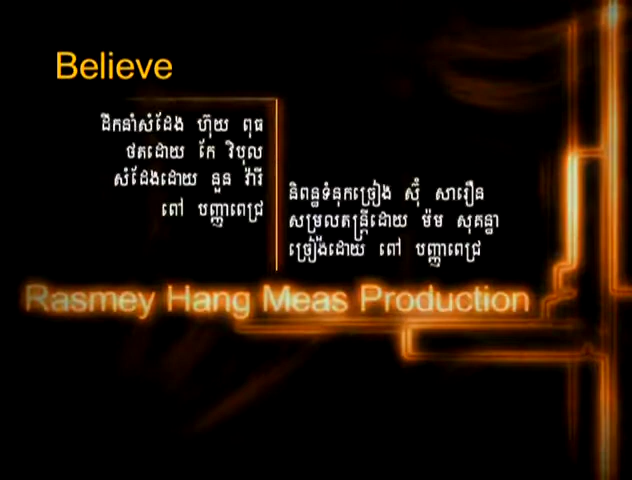 Believe
ដឹកនាំសំដែង ហ៊ុយ ពុធ
ថតដោយ កែ វិបុល
សំដែងដោយ នួន វ៉ារី
ពៅ បញ្ញាពេជ្រ
និពន្ធទំនុកច្រៀង ស៊ុំ សារឿន
សម្រួលតន្ត្រីដោយ ម៉ម សុគន្ធា
ច្រៀងដោយ ពៅ បញ្ញាពេជ្រ
Rasmey Hang Meas Production